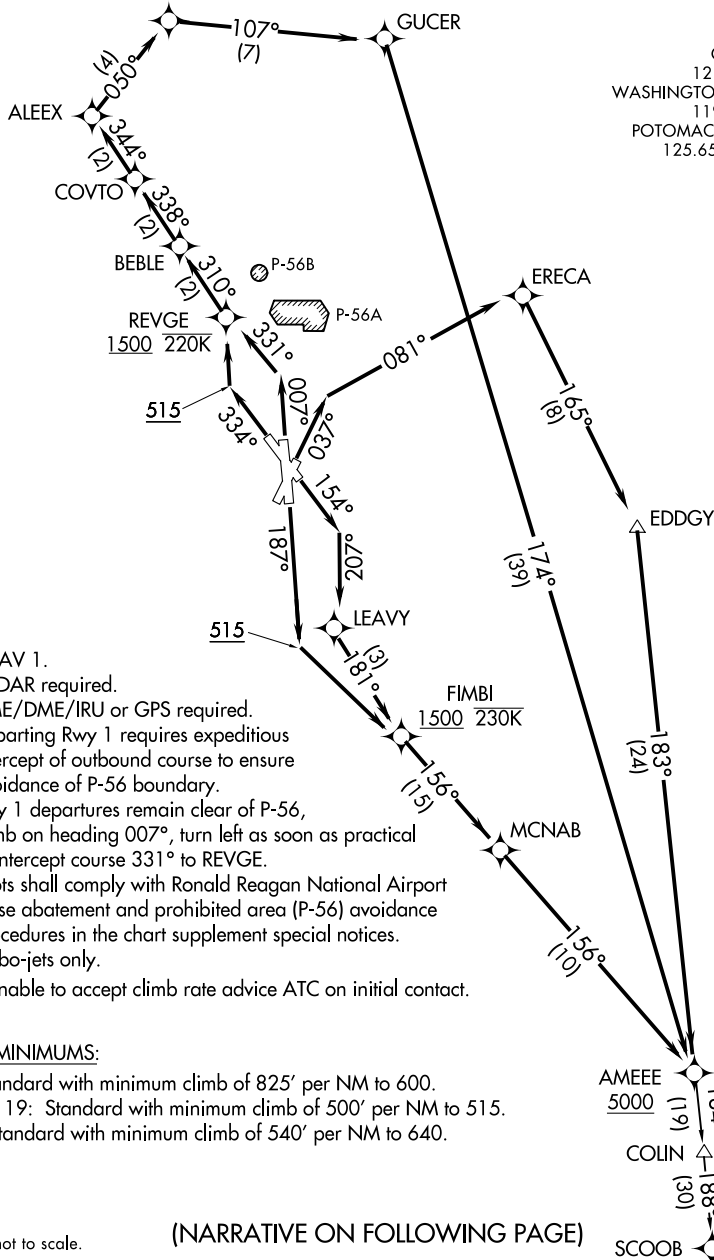 107°
(7)
GUCER
(4)
050°
12
WASHINGTO
119
POTOMAC
125.65
ALEEX
344°
(2)
COVTO
338°
(2)
BEBLE
310°
(2)
P-56B
P-56A
ERECA
REVGE
1500 220K
331°
081°
007°
037°
515
334°
165°
(8)
154°
EDDGY
187°
207°
174°
(39)
515
LEAVY
(3)
181°
FIMBI
1500 230K
183°
(24)
156°
(15)
MCNAB
156°
(10)
AV 1.
DAR required.
ME/DME/IRU or GPS required.
parting Rwy 1 requires expeditious
ercept of outbound course to ensure
oidance of P-56 boundary.
y 1 departures remain clear of P-56,
mb on heading 007°, turn left as soon as practical
intercept course 331° to REVGE.
ots shall comply with Ronald Reagan National Airport
se abatement and prohibited area (P-56) avoidance
ocedures in the chart supplement special notices.
bo-jets only.
nable to accept climb rate advice ATC on initial contact.
MINIMUMS:
andard with minimum climb of 825' per NM to 600.
19: Standard with minimum climb of 500' per NM to 515.
tandard with minimum climb of 540' per NM to 640.
AMEEE
5000
(19)
COLIN
(30)
188°
SCOOB
not to scale.
(NARRATIVE ON FOLLOWING PAGE)